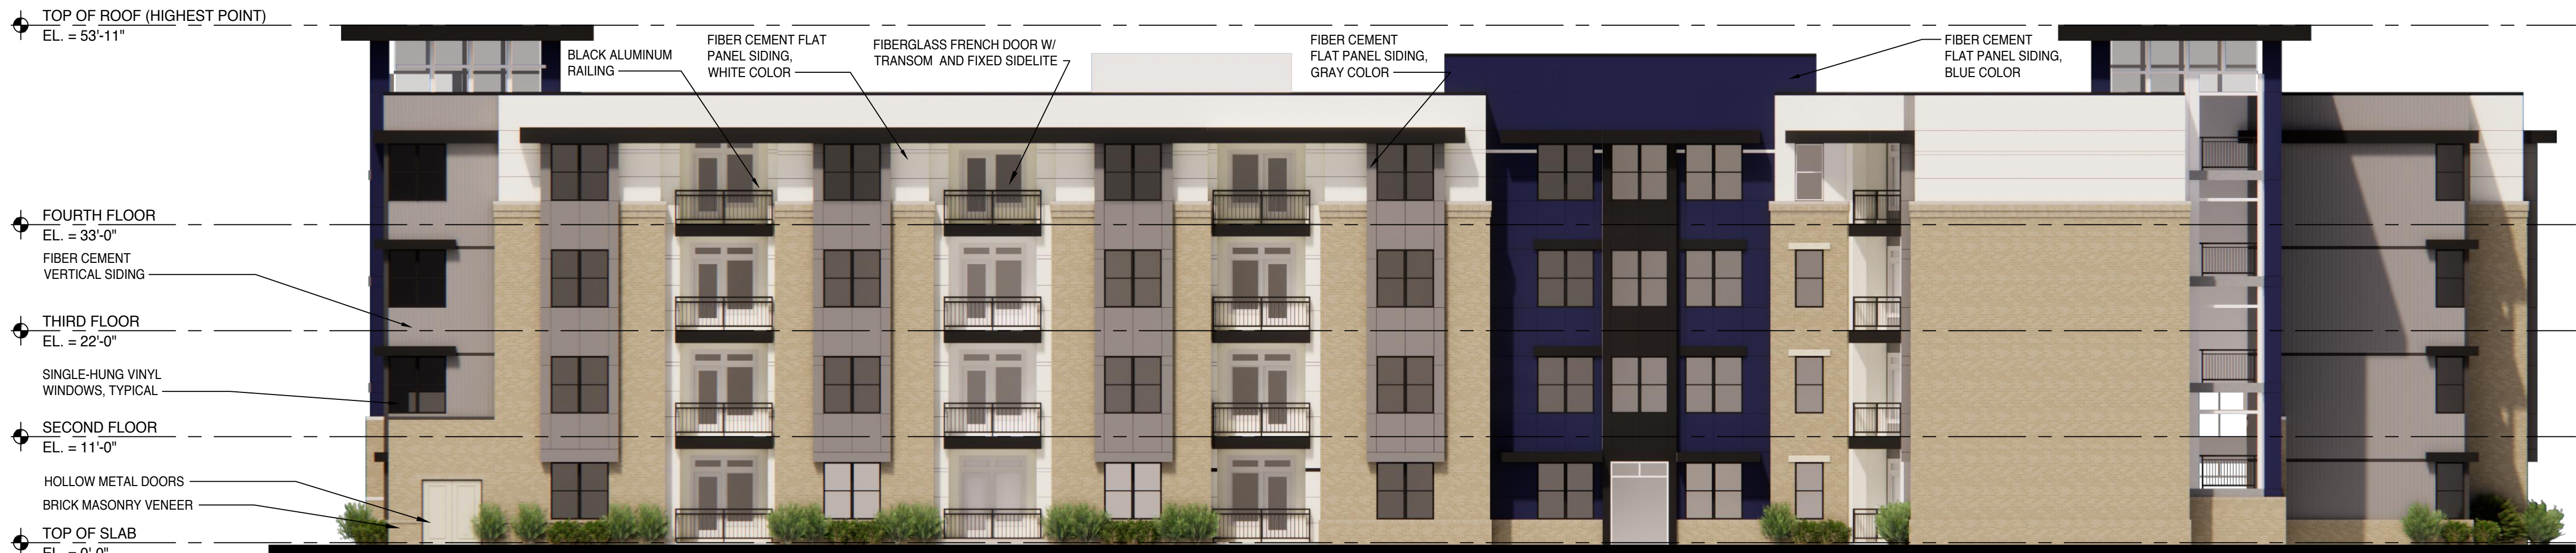 TOP OF ROOF (HIGHEST POINT)
EL. = 53'-11"
BLACK ALUMINUM
RAILING
FIBER CEMENT FLAT
PANEL SIDING,
WHITE COLOR
FIBERGLASS FRENCH DOOR W/
TRANSOM AND FIXED SIDELITE
FIBER CEMENT
FLAT PANEL SIDING,
GRAY COLOR
FIBER CEMENT
FLAT PANEL SIDING,
BLUE COLOR
FOURTH FLOOR
EL. = 33'-0"
FIBER CEMENT
VERTICAL SIDING
THIRD FLOOR
EL. = 22'-0"
SINGLE-HUNG VINYL
WINDOWS, TYPICAL
SECOND FLOOR
EL. = 11'-0"
HOLLOW METAL DOORS
BRICK MASONRY VENEER
TOP OF SLAB
EL. = 0'-0"